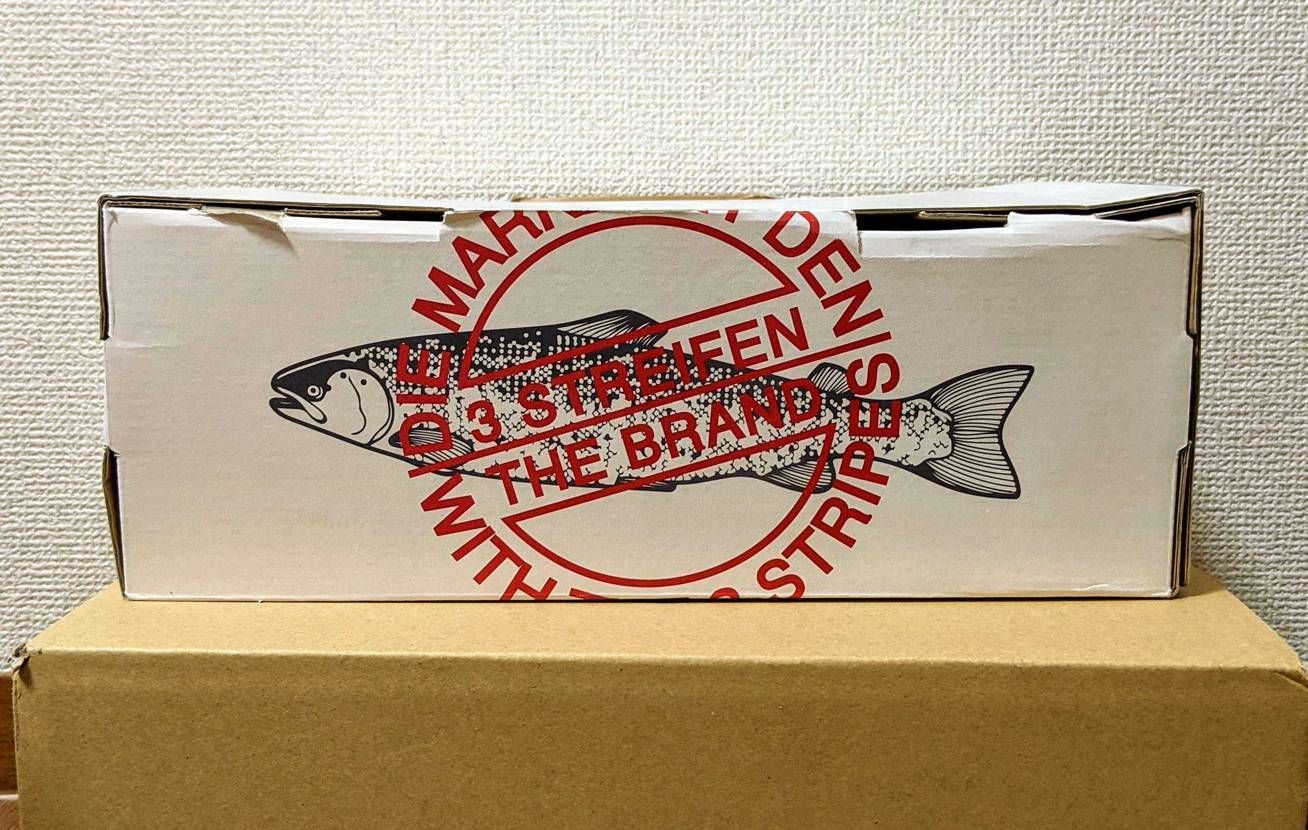 DIE DEN
3 STREIFEN
THE BRAND
WITH STRIPES